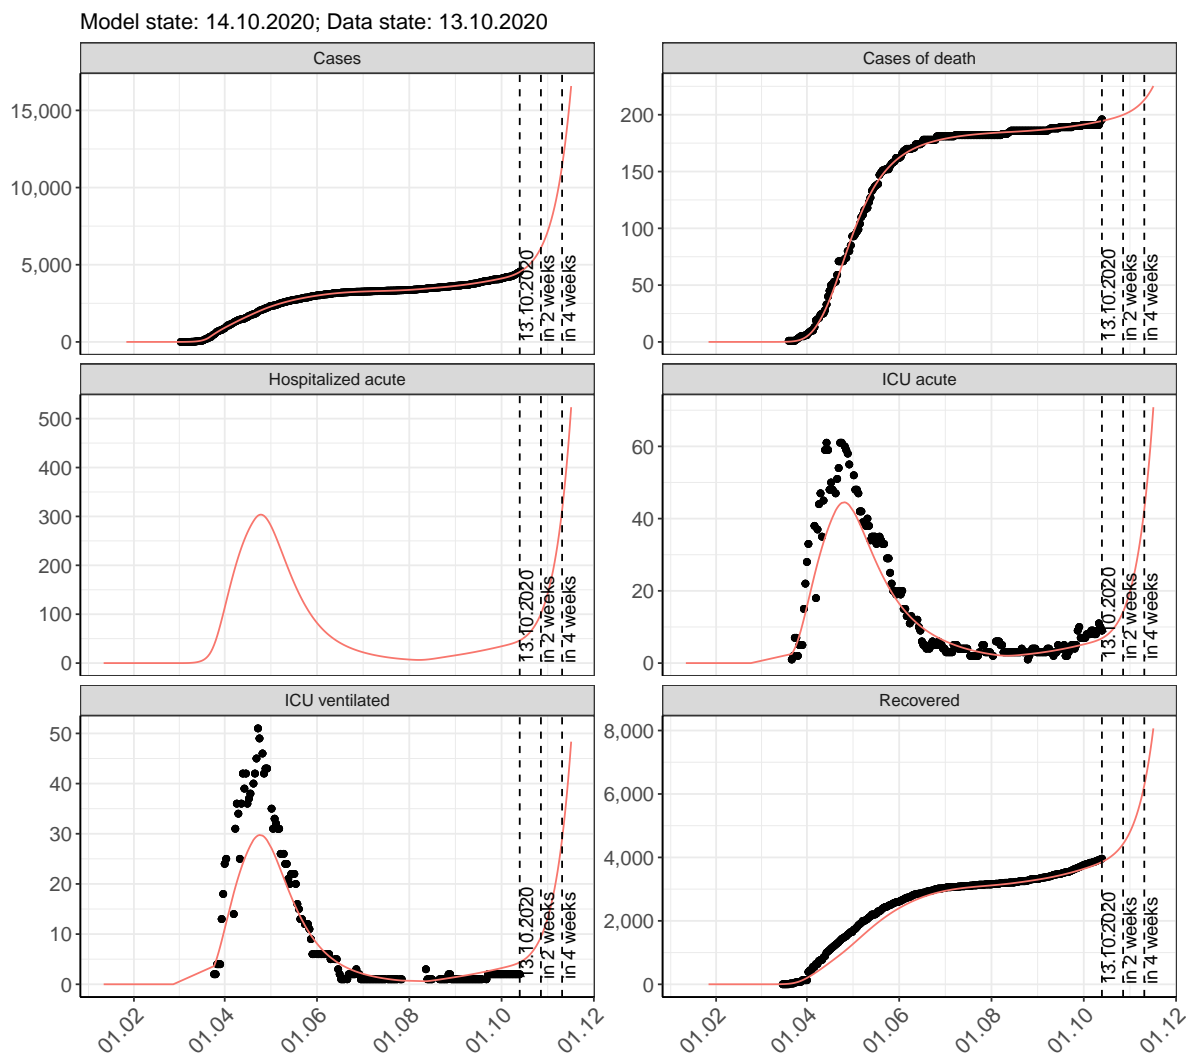 Model state: 14.10.2020; Data state: 13.10.2020
Cases
15,000
10,000
5,000
0
13.10.2020
in 2 weeks
in 4 weeks
Cases of death
200
150
100
50
0
13.10.2020
in 2 weeks
in 4 weeks
Hospitalized acute
500
400
300
200
100
0
13.10.2020
in 2 weeks
in 4 weeks
ICU acute
60
40
20
0
13.10.2020
in 2 weeks
in 4 weeks
ICU ventilated
50
40
30
20
10
0
13.10.2020
in 2 weeks
in 4 weeks
01.02
01.04
01.06
01.08
01.10
01.12
Recovered
8,000
6,000
4,000
2,000
0
13.10.2020
in 2 weeks
in 4 weeks
01.02
01.04
01.06
01.08
01.10
01.12